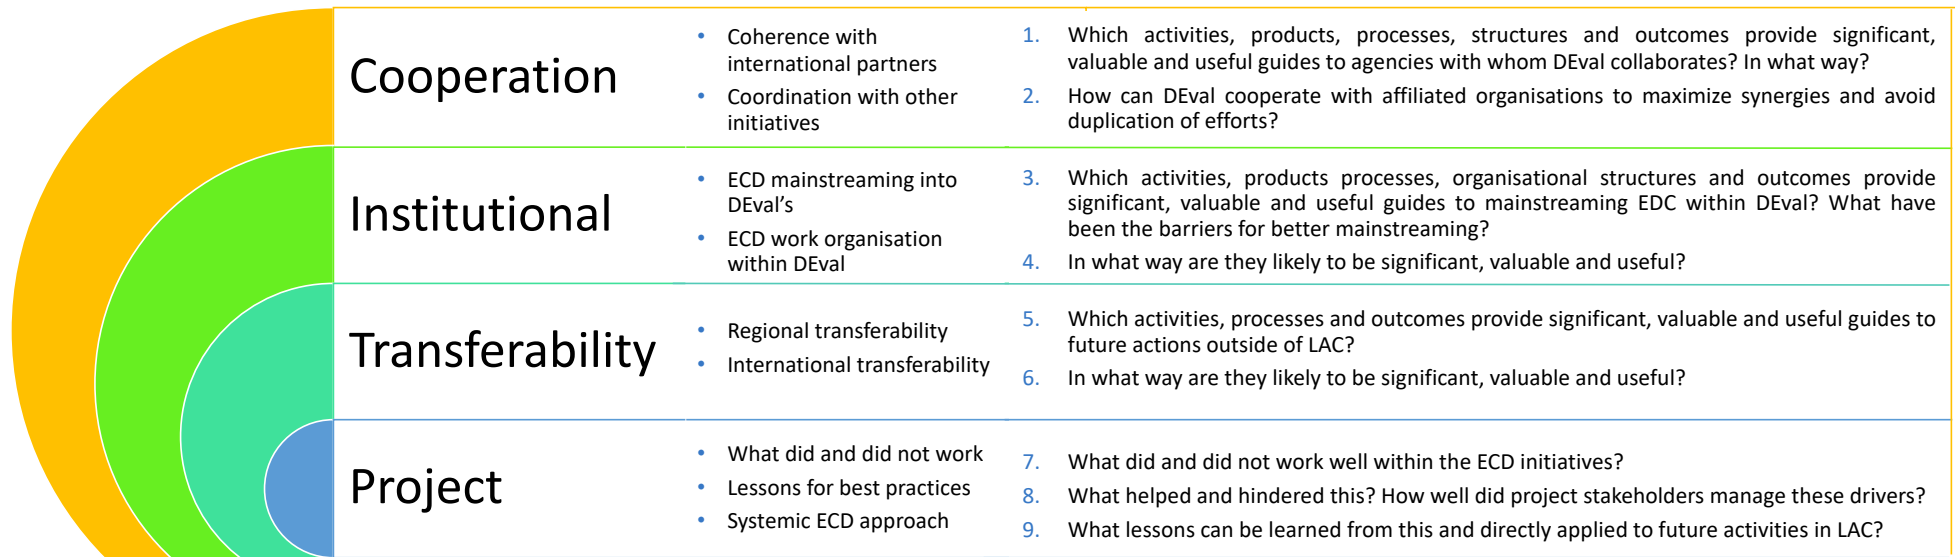 Cooperation
• Coherence with
international partners
• Coordination with other
initiatives
1. Which activities, products, processes, structures and outcomes provide significant,
valuable and useful guides to agencies with whom DEval collaborates? In what way?
2. How can DEval cooperate with affiliated organisations to maximize synergies and avoid
duplication of efforts?
Institutional
• ECD mainstreaming into
DEval’s
• ECD work organisation
within DEval
3. Which activities, products processes, organisational structures and outcomes provide
significant, valuable and useful guides to mainstreaming EDC within DEval? What have
been the barriers for better mainstreaming?
4. In what way are they likely to be significant, valuable and useful?
Transferability
• Regional transferability
• International transferability
5. Which activities, processes and outcomes provide significant, valuable and useful guides to
future actions outside of LAC?
6. In what way are they likely to be significant, valuable and useful?
Project
• What did and did not work
• Lessons for best practices
• Systemic ECD approach
7. What did and did not work well within the ECD initiatives?
8. What helped and hindered this? How well did project stakeholders manage these drivers?
9. What lessons can be learned from this and directly applied to future activities in LAC?